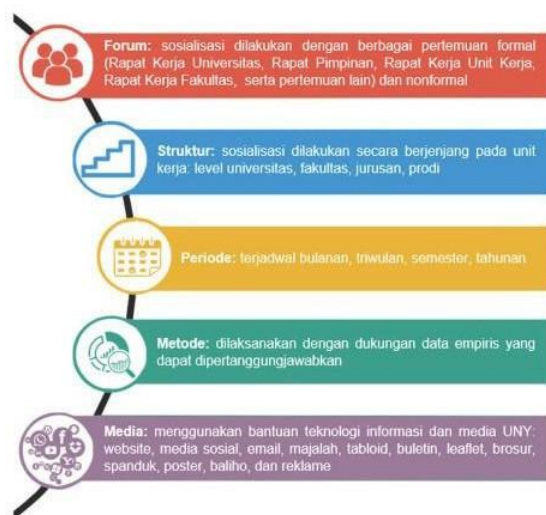 Forum: sosialisasi dilakukan dengan berbagai pertemuan formal
(Rapat Kerja Universitas, Rapat Pimpinan, Rapat Kerja Unit Kerja,
Rapat Kerja Fakultas, serta pertemuan lain) dan nonformal
Struktur: sosialisasi dilakukan secara berjenjang pada unit
kerja: level universitas, fakultas, jurusan, prodi
Periode: terjadwal bulanan, triwulan, semester, tahunan
Metode: dilaksanakan dengan dukungan data empiris yang
dapat dipertanggungjawabkan
Media: menggunakan bantuan teknologi informasi dan media UNY:
website, media sosial, email, majalah, tabloid, buletin, leaflet, brosur,
spanduk, poster, baliho, dan reklame